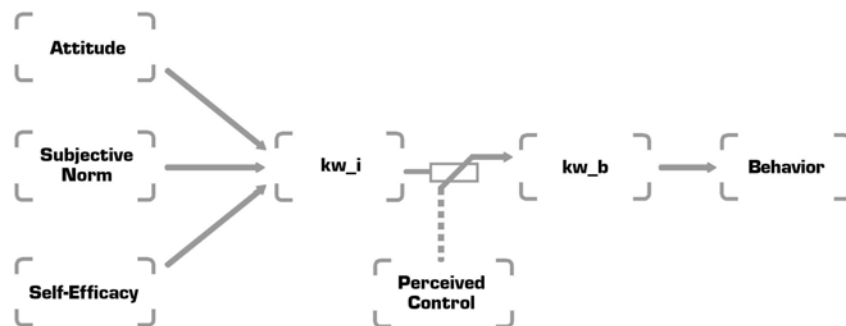 Attitude
Subjective
Norm
Self-Efficacy
kw_i
Perceived
Control
kw_b
Behavior